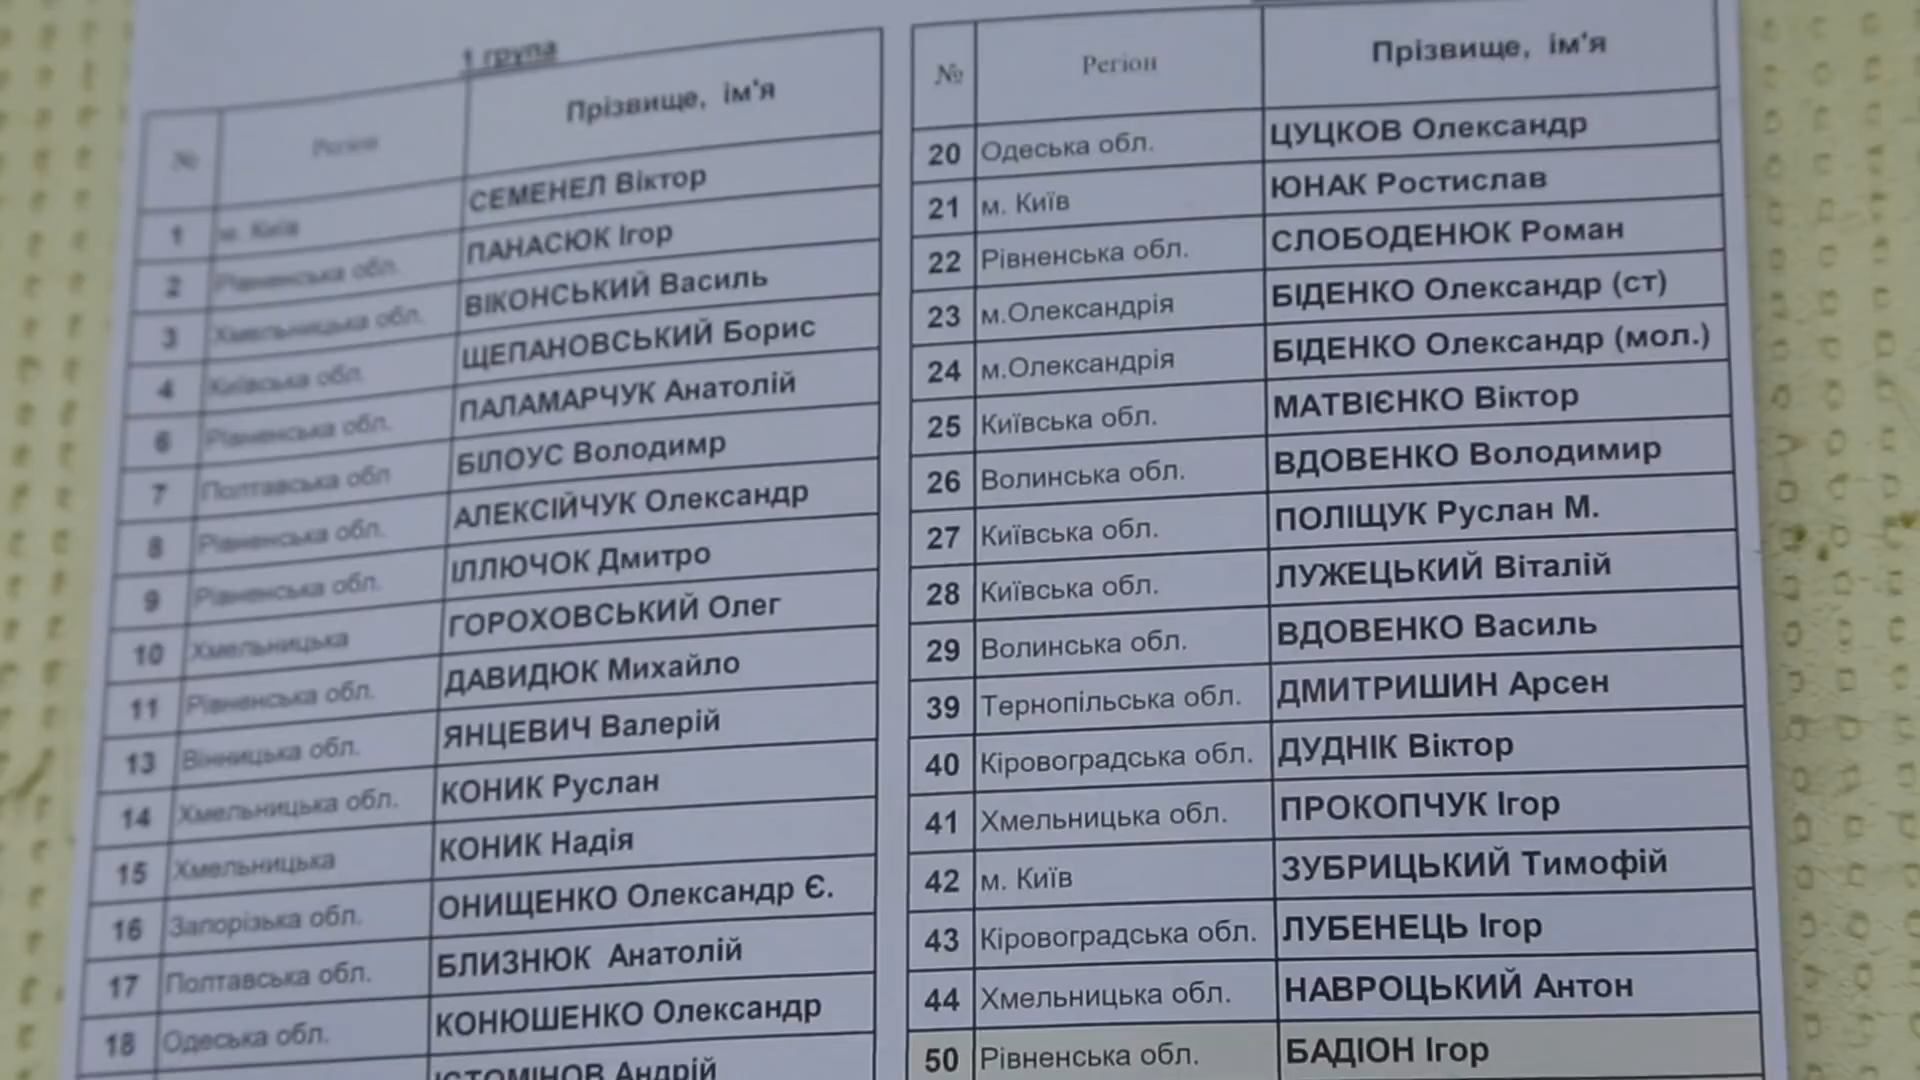 1 група
№ Регіон Прізвище, ім'я
1 м. Київ СЕМЕНЕЛ Віктор
2 Рівненська обл. ПАНАСЮК Ігор
3 Хмельницька обл. ВІКОНСЬКИЙ Василь
4 Київська обл. ЩЕПАНОВСЬКИЙ Борис
6 Рівненська обл. ПАЛАМАРЧУК Анатолій
7 Полтавська обл БІЛОУС Володимр
8 Рівненська обл. АЛЕКСІЙЧУК Олександр
9 Рівненська обл. ІЛЛЮЧОК Дмитро
10 Хмельницька ГОРОХОВСЬКИЙ Олег
11 Рівненська обл. ДАВИДЮК Михайло
13 Вінницька обл. ЯНЦЕВИЧ Валерій
14 Хмельницька обл. КОНИК Руслан
15 Хмельницька КОНИК Надія
16 Запорізька обл. ОНИЩЕНКО Олександр Є.
17 Полтавська обл. БЛИЗНЮК Анатолій
18 Одеська обл. КОНЮШЕНКО Олександр
ІСТОМІНОВ Андрій
№ Регіон Прізвище, ім'я
20 Одеська обл. ЦУЦКОВ Олександр
21 м. Київ ЮНАК Ростислав
22 Рівненська обл. СЛОБОДЕНЮК Роман
23 м.Олександрія БІДЕНКО Олександр (ст)
24 м.Олександрія БІДЕНКО Олександр (мол.)
25 Київська обл. МАТВІЄНКО Віктор
26 Волинська обл. ВДОВЕНКО Володимир
27 Київська обл. ПОЛІЩУК Руслан М.
28 Київська обл. ЛУЖЕЦЬКИЙ Віталій
29 Волинська обл. ВДОВЕНКО Василь
39 Тернопільська обл. ДМИТРИШИН Арсен
40 Кіровоградська обл. ДУДНІК Віктор
41 Хмельницька обл. ПРОКОПЧУК Ігор
42 м. Київ ЗУБРИЦЬКИЙ Тимофій
43 Кіровоградська обл. ЛУБЕНЕЦЬ Ігор
44 Хмельницька обл. НАВРОЦЬКИЙ Антон
50 Рівненська обл. БАДІОН Ігор